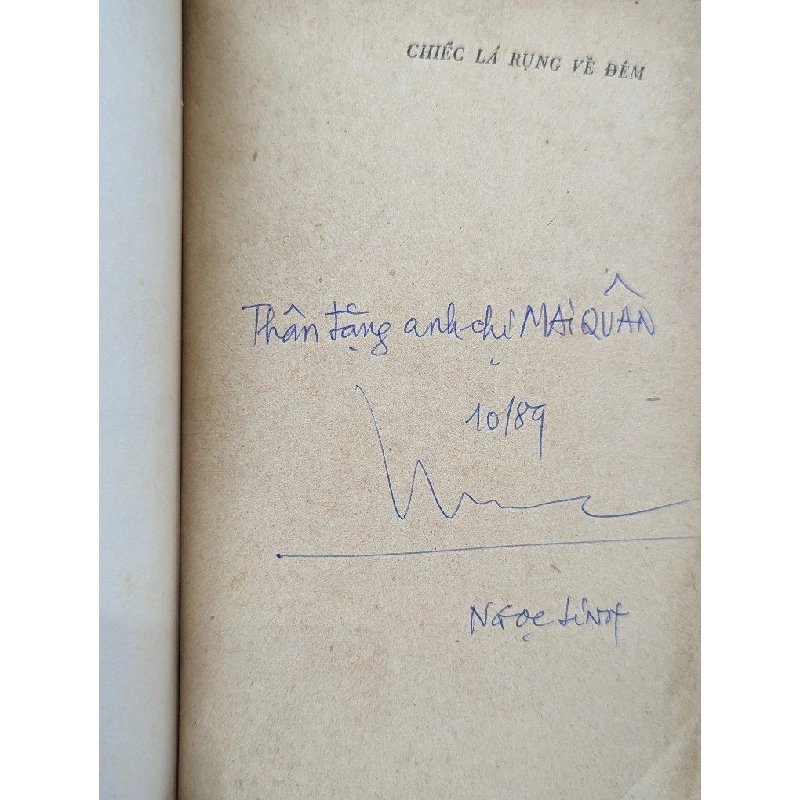 CHIẾC LÁ RỤNG VỀ ĐÊM
Thân tặng anh chị MAI QUÂN
10/89
Ngọc Linh